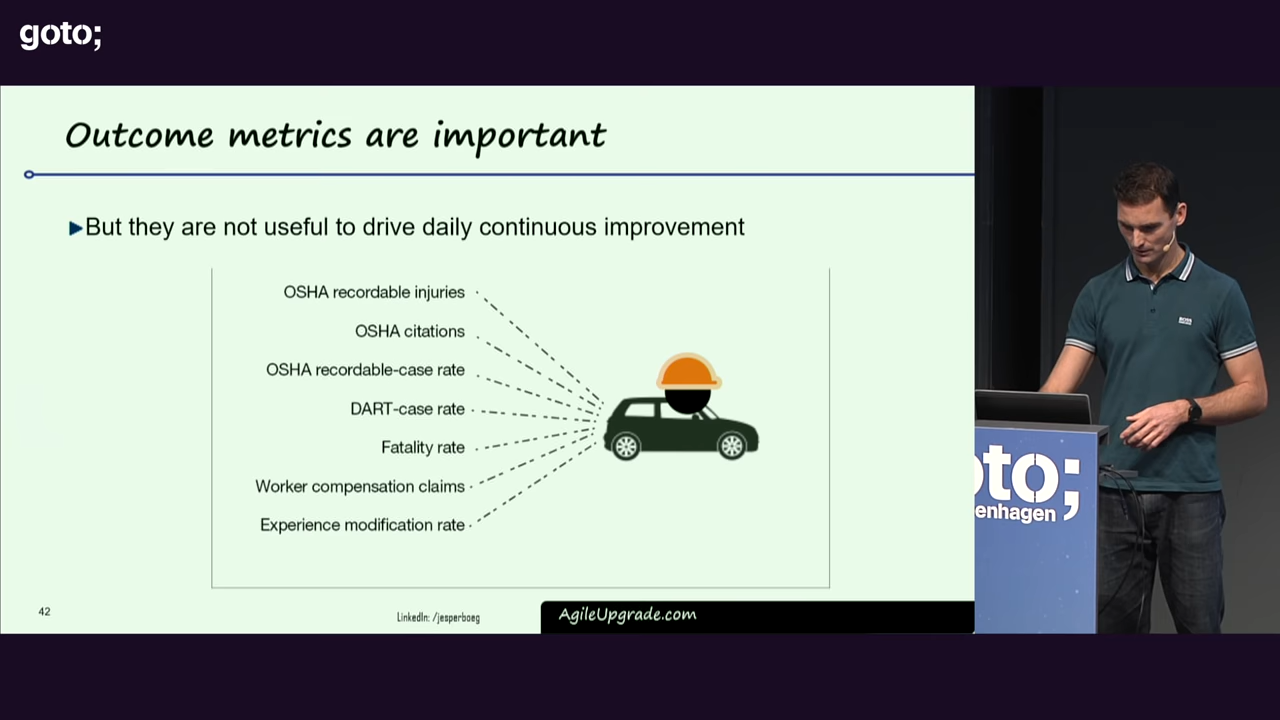 goto;
Outcome metrics are important
But they are not useful to drive daily continuous improvement
OSHA recordable injuries
OSHA citations
OSHA recordable-case rate
DART-case rate
Fatality rate
Worker compensation claims
Experience modification rate
42
LinkedIn: /jesperboeg
AgileUpgrade.com
BOSS
oto;
enhagen